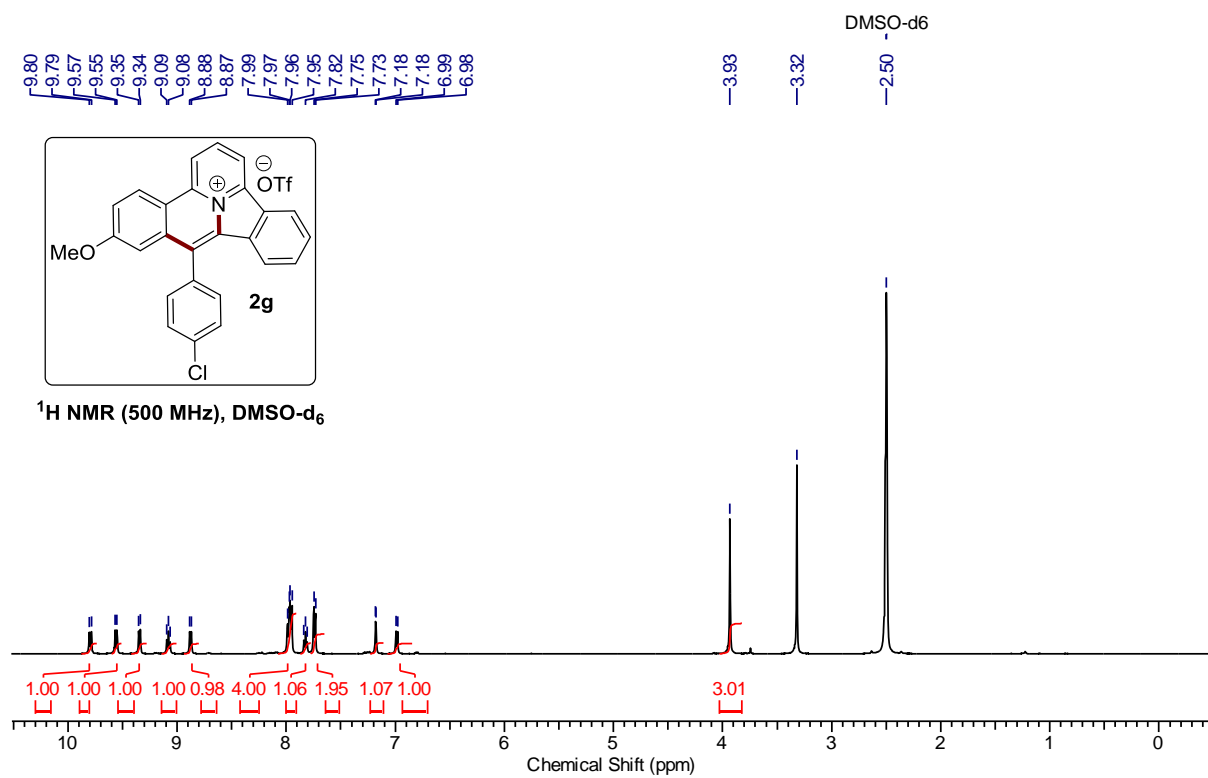 DMSO-d6
9.80 9.79 9.57 9.55 9.35 9.34 9.09 9.08 8.88 8.87 7.99 7.97 7.96 7.95 7.82 7.75 7.73 7.18 7.18 6.99 6.98 3.93 3.32 2.50
⊖
OTf
⊕
N
MeO
2g
Cl
¹H NMR (500 MHz), DMSO-d₆
1.00 1.00 1.00 1.00 0.98 4.00 1.06 1.95 1.07 1.00 3.01
10 9 8 7 6 5 4 3 2 1 0
Chemical Shift (ppm)